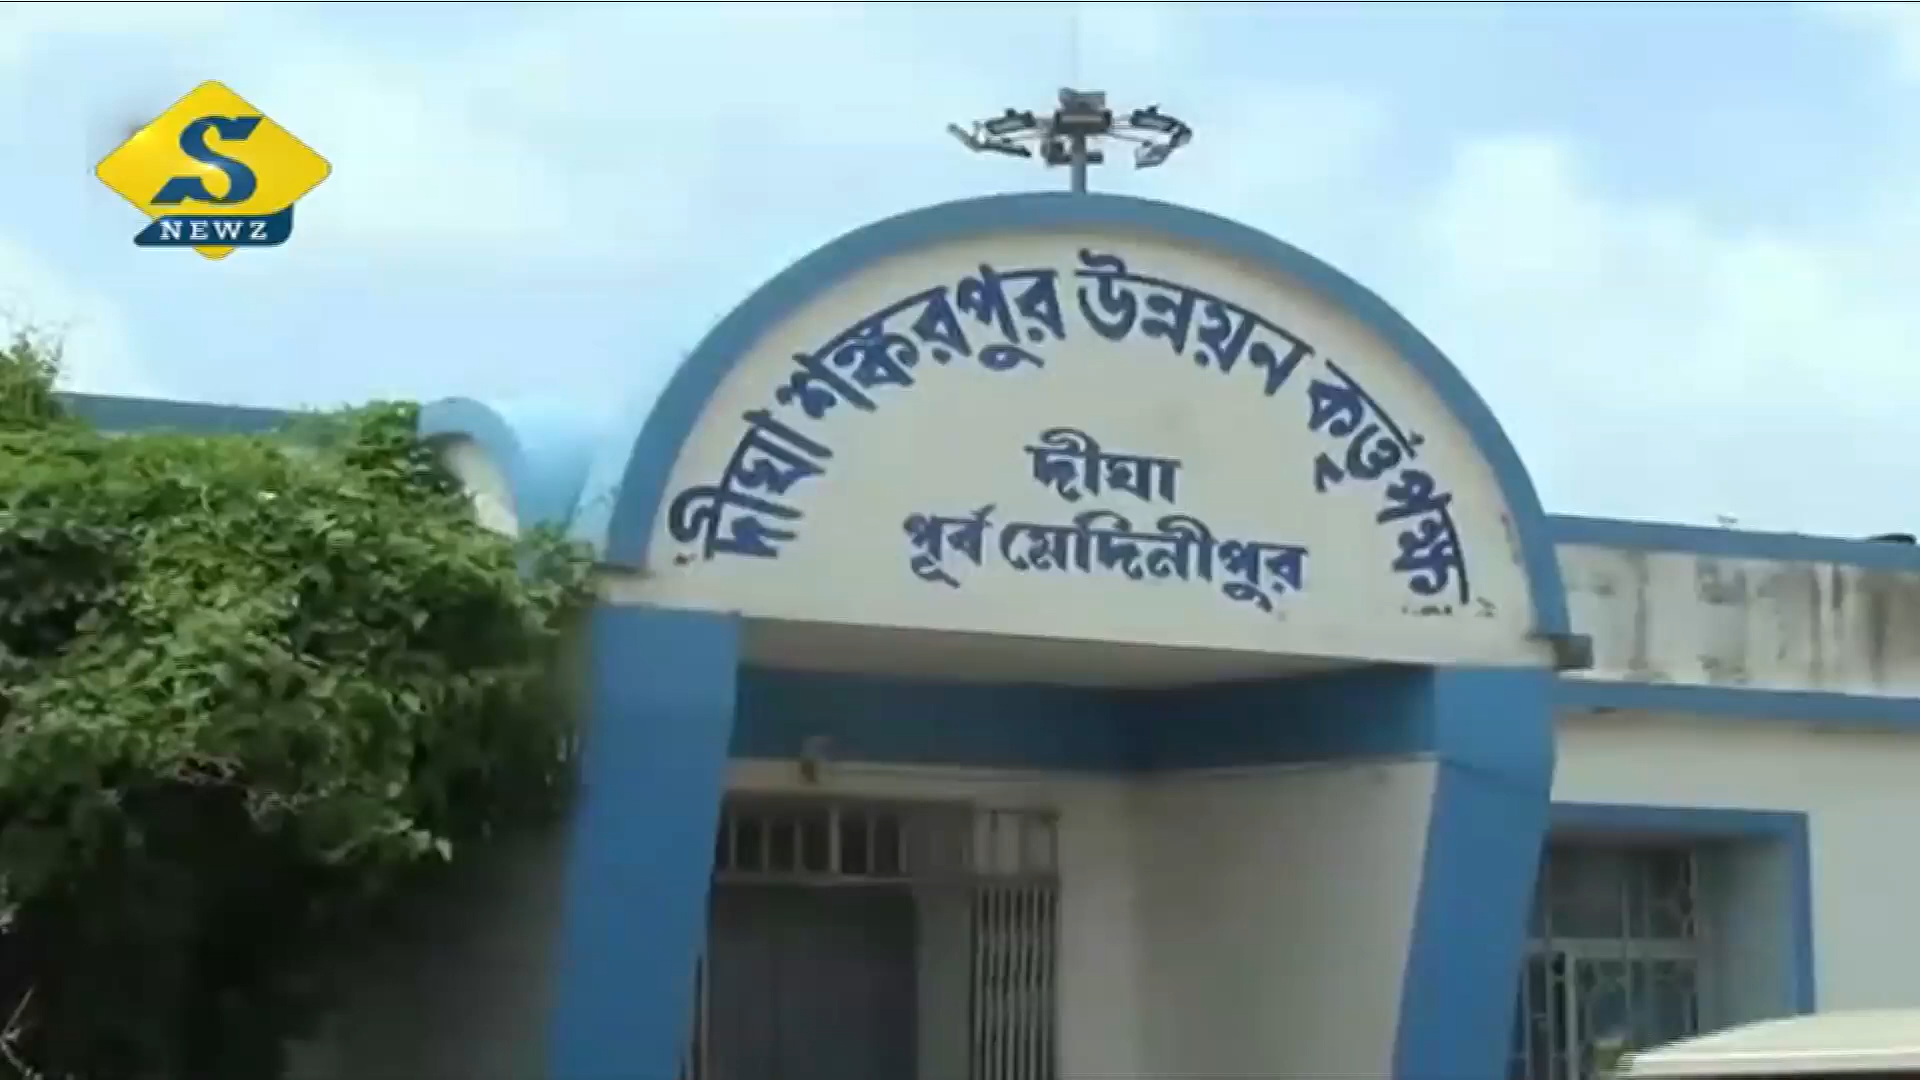 S
NEWZ
দীঘা শঙ্করপুর উন্নয়ন কর্ত্তৃপক্ষ
দীঘা
পূর্ব মেদিনীপুর